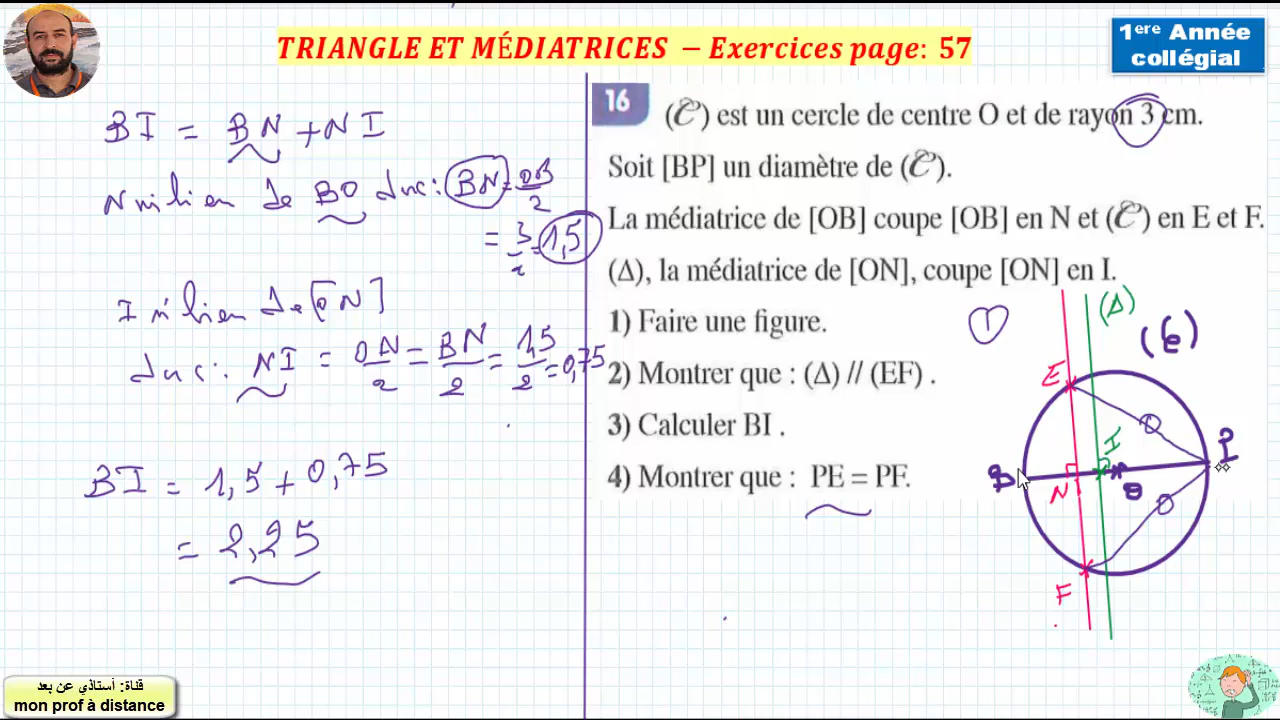 TRIANGLE ET MÉDIATRICES – Exercices page: 57
1ere Année
collégial
BI = BN + NI
N milieu de BO donc: BN = OB/2
= 3/2 = 1,5
I milieu de [ON]
donc: NI = ON/2 = BN/2 = 1,5/2 = 0,75
BI = 1,5 + 0,75
= 2,25
16
(C) est un cercle de centre O et de rayon 3 cm.
Soit [BP] un diamètre de (C).
La médiatrice de [OB] coupe [OB] en N et (C) en E et F.
(Δ), la médiatrice de [ON], coupe [ON] en I.
1) Faire une figure.
2) Montrer que : (Δ) // (EF) .
3) Calculer BI .
4) Montrer que : PE = PF.
1
(Δ)
(C)
E
I
P
B
N
O
F
قناة: أستاذي عن بعد
mon prof à distance